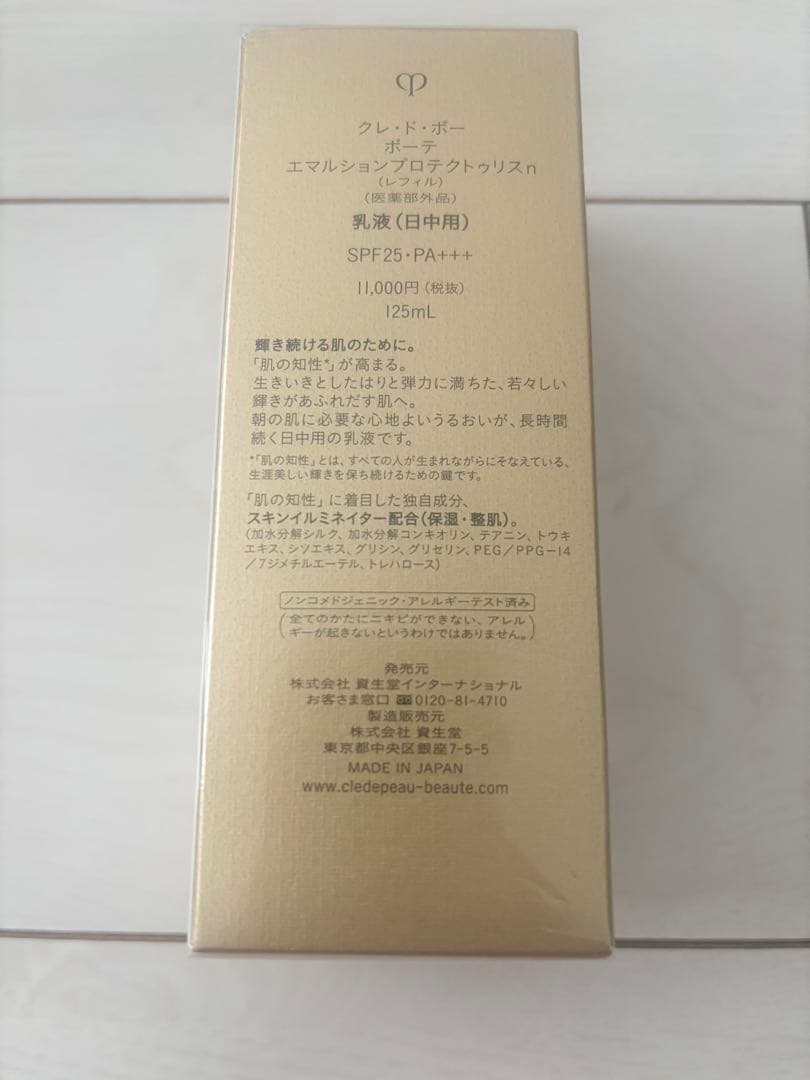 クレ・ド・ポー
ボーテ
エマルションプロテクトゥリスn
(レフィル)
(医薬部外品)
乳液(日中用)
SPF25・PA+++
11,000円(税抜)
125mL
輝き続ける肌のために。
「肌の知性*」が高まる。
生きいきとしたはりと弾力に満ちた、若々しい
輝きがあふれだす肌へ。
朝の肌に必要な心地よいうるおいが、長時間
続く日中用の乳液です。
*「肌の知性」とは、すべての人が生まれながらにそなえている、
生涯美しい輝きを保ち続けるための鍵です。
「肌の知性」に着目した独自成分、
スキンイルミネイター配合(保湿・整肌)。
(加水分解シルク、加水分解コンキオリン、テアニン、トウキ
エキス、シソエキス、グリシン、グリセリン、PEG/PPG-14
/7ジメチルエーテル、トレハロース)
ノンコメドジェニック・アレルギーテスト済み
(全てのかたにニキビができない、アレル
ギーが起きないというわけではありません。)
発売元
株式会社 資生堂インターナショナル
お客さま窓口 0120-81-4710
製造販売元
株式会社 資生堂
東京都中央区銀座7-5-5
MADE IN JAPAN
www.cledepeau-beaute.com